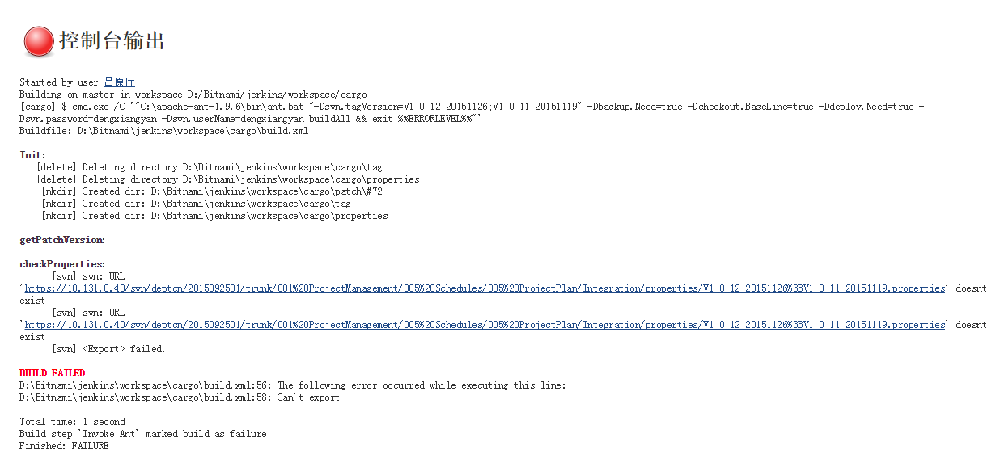 控制台输出
Started by user 吕原厅
Building on master in workspace D:/Bitnami/jenkins/workspace/cargo
[cargo] $ cmd.exe /C '"C:\apache-ant-1.9.6\bin\ant.bat "-Dsvn.tagVersion=V1_0_12_20151126;V1_0_11_20151119" -Dbackup.Need=true -Dcheckout.BaseLine=true -Ddeploy.Need=true -
Dsvn.password=dengxiangyan -Dsvn.userName=dengxiangyan buildAll && exit %%ERRORLEVEL%%"'
Buildfile: D:\Bitnami\jenkins\workspace\cargo\build.xml
Init:
[delete] Deleting directory D:\Bitnami\jenkins\workspace\cargo\tag
[delete] Deleting directory D:\Bitnami\jenkins\workspace\cargo\properties
[mkdir] Created dir: D:\Bitnami\jenkins\workspace\cargo\patch\#72
[mkdir] Created dir: D:\Bitnami\jenkins\workspace\cargo\tag
[mkdir] Created dir: D:\Bitnami\jenkins\workspace\cargo\properties
getPatchVersion:
checkProperties:
[svn] svn: URL
'https://10.131.0.40/svn/deptcm/2015092501/trunk/001%20ProjectManagement/005%20Schedules/005%20ProjectPlan/Integration/properties/V1_0_12_20151126%3BV1_0_11_20151119.properties' doesnt
exist
[svn] svn: URL
'https://10.131.0.40/svn/deptcm/2015092501/trunk/001%20ProjectManagement/005%20Schedules/005%20ProjectPlan/Integration/properties/V1_0_12_20151126%3BV1_0_11_20151119.properties' doesnt
exist
[svn] <Export> failed.
BUILD FAILED
D:\Bitnami\jenkins\workspace\cargo\build.xml:56: The following error occurred while executing this line:
D:\Bitnami\jenkins\workspace\cargo\build.xml:58: Can't export
Total time: 1 second
Build step 'Invoke Ant' marked build as failure
Finished: FAILURE